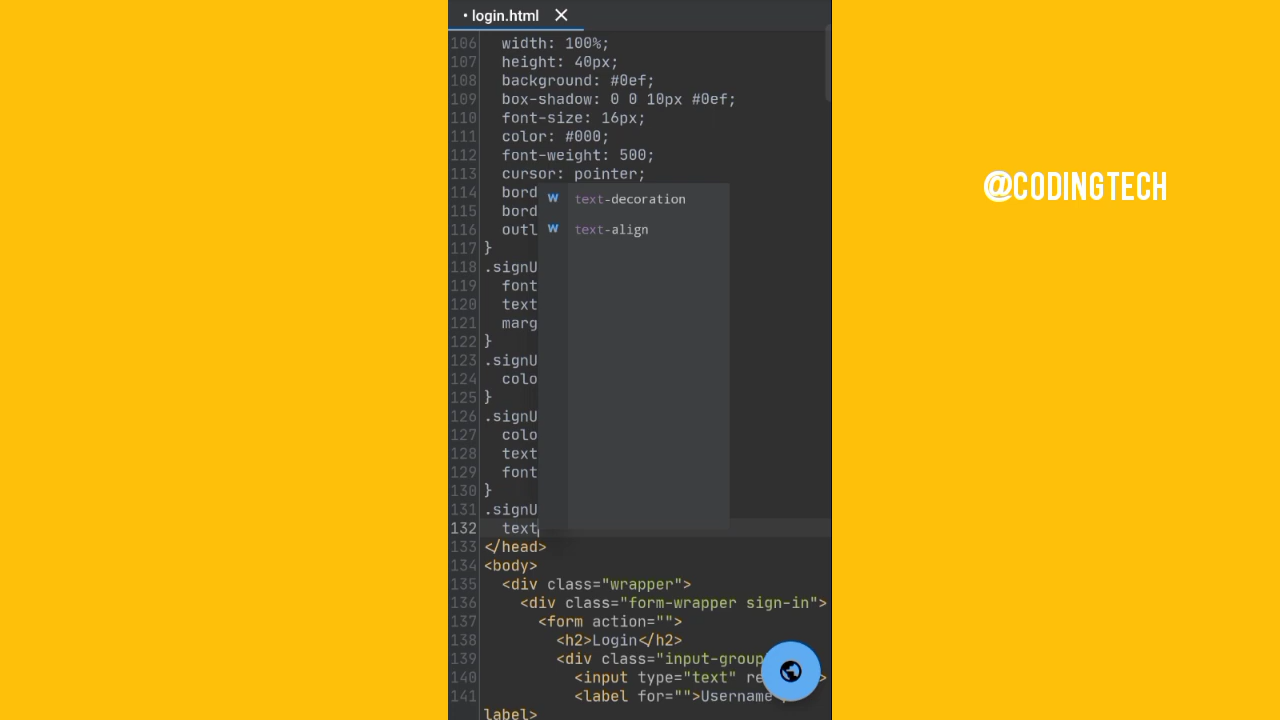 • login.html ×
106 width: 100%;
107 height: 40px;
108 background: #0ef;
109 box-shadow: 0 0 10px #0ef;
110 font-size: 16px;
111 color: #000;
112 font-weight: 500;
113 cursor: pointer;
114 bord
115 bord
116 outl
117 }
118 .signU
119 font
120 text
121 marg
122 }
123 .signU
124 colo
125 }
126 .signU
127 colo
128 text
129 font
130 }
131 .signU
132 text
133 </head>
134 <body>
135 <div class="wrapper">
136 <div class="form-wrapper sign-in">
137 <form action="">
138 <h2>Login</h2>
139 <div class="input-group
140 <input type="text" re >
141 <label for="">Username
label>
W text-decoration
W text-align
@CODINGTECH